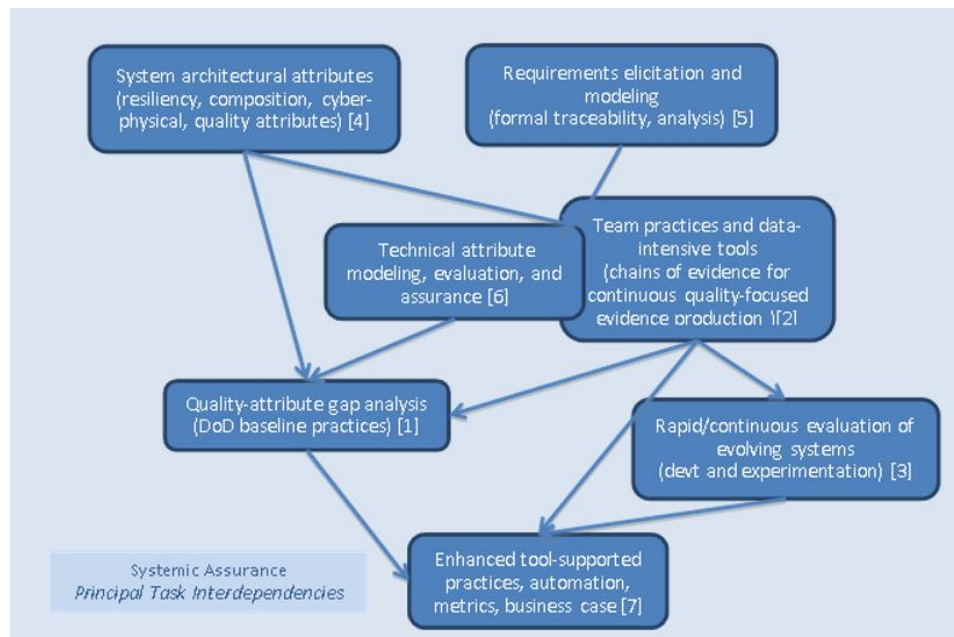 System architectural attributes
(resiliency, composition, cyber-
physical, quality attributes) [4]
Requirements elicitation and
modeling
(formal traceability, analysis) [5]
Technical attribute
modeling, evaluation, and
assurance [6]
Team practices and data-
intensive tools
(chains of evidence for
continuous quality-focused
evidence production )[2]
Quality-attribute gap analysis
(DoD baseline practices) [1]
Rapid/continuous evaluation of
evolving systems
(devt and experimentation) [3]
Enhanced tool-supported
practices, automation,
metrics, business case [7]
Systemic Assurance
Principal Task Interdependencies